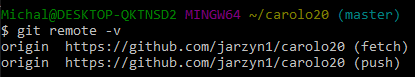 Michal@DESKTOP-QKTNSD2 MINGW64 ~/carolo20 (master)
$ git remote -v
origin  https://github.com/jarzyn1/carolo20 (fetch)
origin  https://github.com/jarzyn1/carolo20 (push)